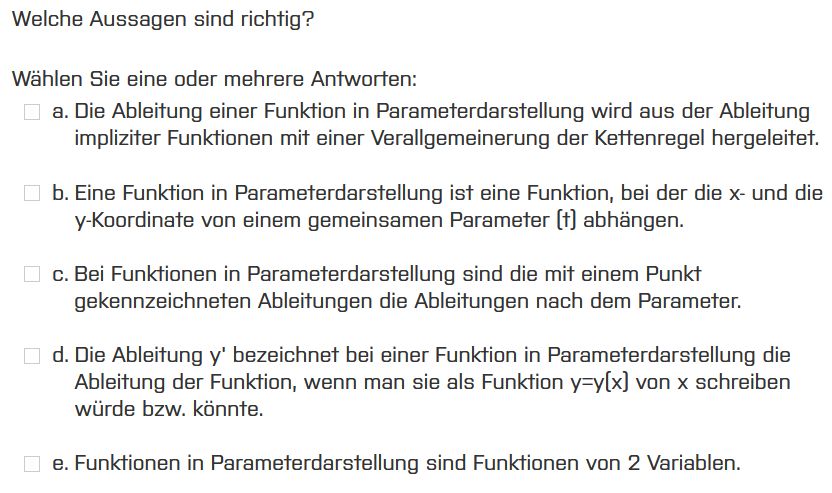 Welche Aussagen sind richtig?
Wählen Sie eine oder mehrere Antworten:
a. Die Ableitung einer Funktion in Parameterdarstellung wird aus der Ableitung
impliziter Funktionen mit einer Verallgemeinerung der Kettenregel hergeleitet.
b. Eine Funktion in Parameterdarstellung ist eine Funktion, bei der die x- und die
y-Koordinate von einem gemeinsamen Parameter (t) abhängen.
c. Bei Funktionen in Parameterdarstellung sind die mit einem Punkt
gekennzeichneten Ableitungen die Ableitungen nach dem Parameter.
d. Die Ableitung y' bezeichnet bei einer Funktion in Parameterdarstellung die
Ableitung der Funktion, wenn man sie als Funktion y=y(x) von x schreiben
würde bzw. könnte.
e. Funktionen in Parameterdarstellung sind Funktionen von 2 Variablen.